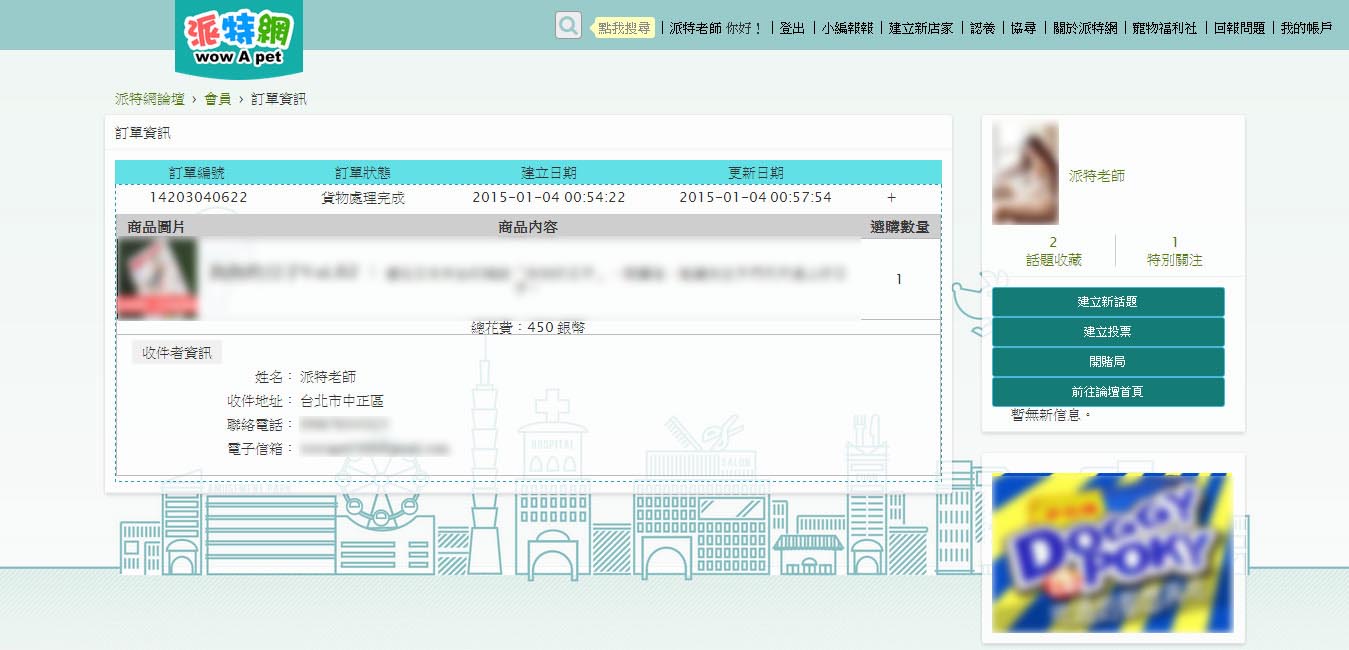 派特網
wow A pet
點我搜尋 | 派特老師 你好！ | 登出 | 小編報報 | 建立新店家 | 認養 | 協尋 | 關於派特網 | 寵物福利社 | 回報問題 | 我的帳戶
派特網論壇 › 會員 › 訂單資訊
訂單資訊
訂單編號 訂單狀態 建立日期 更新日期
14203040622 貨物處理完成 2015-01-04 00:54:22 2015-01-04 00:57:54 +
商品圖片 商品內容 選購數量
1
總花費：450 銀幣
收件者資訊
姓名： 派特老師
收件地址： 台北市中正區
聯絡電話：
電子信箱：
HOSPITAL
SALON
派特老師
2 1
話題收藏 特別關注
建立新話題
建立投票
開賭局
前往論壇首頁
暫無新信息。
DOGGY
POKY